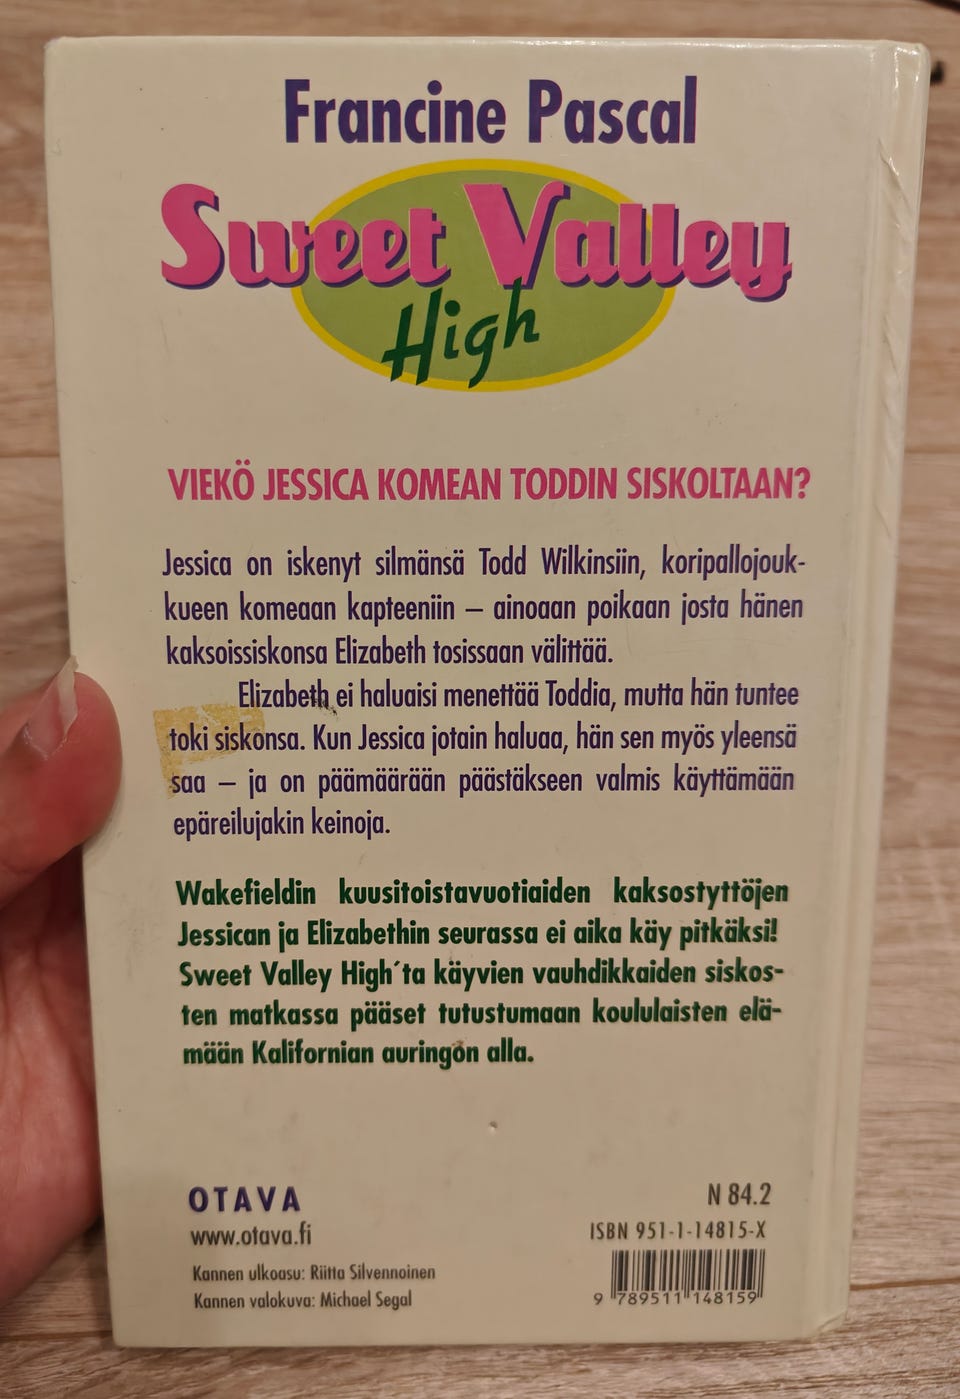 Francine Pascal
Sweet Valley
High
VIEKÖ JESSICA KOMEAN TODDIN SISKOLTAAN?
Jessica on iskenyt silmänsä Todd Wilkinsiin, koripallojouk-
kueen komeaan kapteeniin – ainoaan poikaan josta hänen
kaksoissiskonsa Elizabeth tosissaan välittää.
Elizabeth ei haluaisi menettää Toddia, mutta hän tuntee
toki siskonsa. Kun Jessica jotain haluaa, hän sen myös yleensä
saa – ja on päämäärään päästäkseen valmis käyttämään
epäreilujakin keinoja.
Wakefieldin kuusitoistavuotiaiden kaksostyttöjen
Jessican ja Elizabethin seurassa ei aika käy pitkäksi!
Sweet Valley High´ta käyvien vauhdikkaiden siskos-
ten matkassa pääset tutustumaan koululaisten elä-
mään Kalifornian auringon alla.
OTAVA
www.otava.fi
Kannen ulkoasu: Riitta Silvennoinen
Kannen valokuva: Michael Segal
N 84.2
ISBN 951-1-14815-X
9 789511 148159